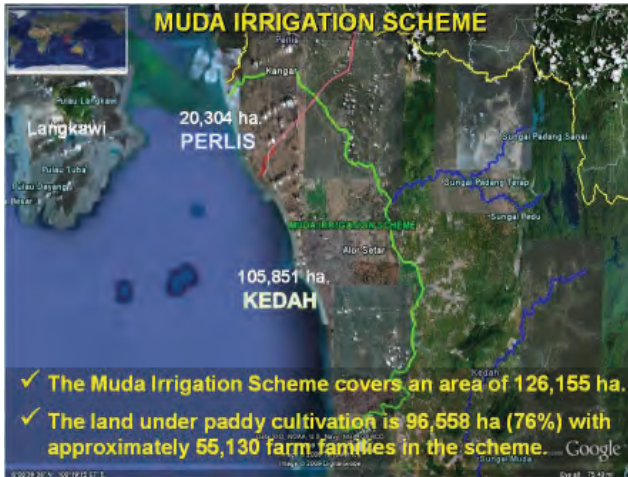 MUDA IRRIGATION SCHEME
Perlis
Kangar
Pulau Langkawi
Langkawi
20,304 ha.
PERLIS
Sungai Padang Sanai
Pulau Tuba
Sungai Padang Terap
Pulau Dayang
Besar
Sungai Pedu
MUDA IRRIGATION SCHEME
Alor Setar
105,851 ha.
KEDAH
Kedah
✓ The Muda Irrigation Scheme covers an area of 126,155 ha.
✓ The land under paddy cultivation is 96,558 ha (76%) with
approximately 55,130 farm families in the scheme.
Google
Sungai Muda